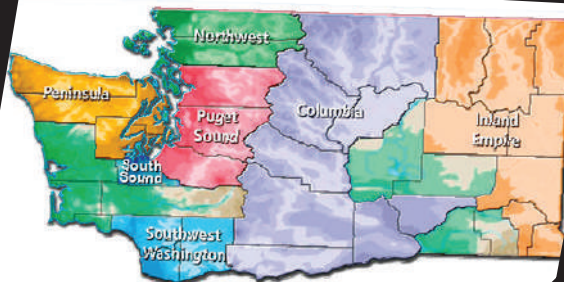 Northwest
Peninsula
Puget
Sound
Columbia
Inland
Empire
South
Sound
Southwest
Washington